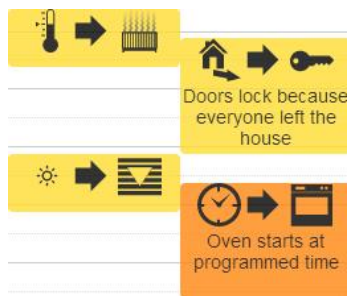 Doors lock because
everyone left the
house
Oven starts at
programmed time